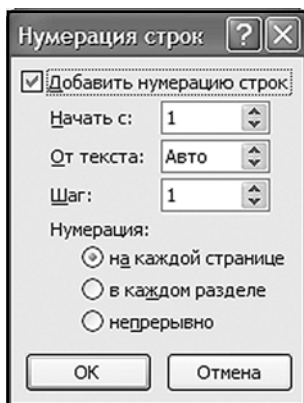 Нумерация строк
Добавить нумерацию строк
Начать с: 1
От текста: Авто
Шаг: 1
Нумерация:
на каждой странице
в каждом разделе
непрерывно
ОК Отмена